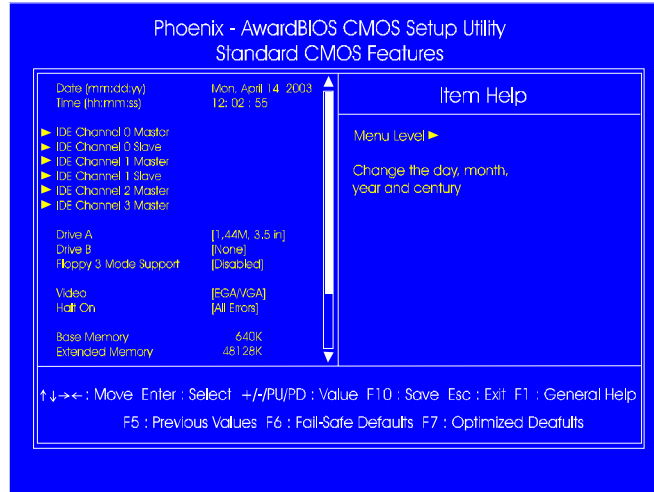 Phoenix - AwardBIOS CMOS Setup Utility
Standard CMOS Features
Date (mm:dd:yy) Mon, April 14 2003
Time (hh:mm:ss) 12: 02 : 55
► IDE Channel 0 Master
► IDE Channel 0 Slave
► IDE Channel 1 Master
► IDE Channel 1 Slave
► IDE Channel 2 Master
► IDE Channel 3 Master
Drive A [1,44M, 3.5 in]
Drive B [None]
Floppy 3 Mode Support [Disabled]
Video [EGA/VGA]
Halt On [All Errors]
Base Memory 640K
Extended Memory 48128K
Item Help
Menu Level ►
Change the day, month,
year and century
↑↓→← : Move Enter : Select +/-/PU/PD : Value F10 : Save Esc : Exit F1 : General Help
F5 : Previous Values F6 : Fail-Safe Defaults F7 : Optimized Deafults